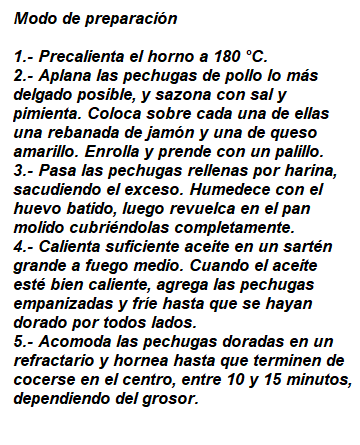 Modo de preparación
1.- Precalienta el horno a 180 °C.
2.- Aplana las pechugas de pollo lo más
delgado posible, y sazona con sal y
pimienta. Coloca sobre cada una de ellas
una rebanada de jamón y una de queso
amarillo. Enrolla y prende con un palillo.
3.- Pasa las pechugas rellenas por harina,
sacudiendo el exceso. Humedece con el
huevo batido, luego revuelca en el pan
molido cubriéndolas completamente.
4.- Calienta suficiente aceite en un sartén
grande a fuego medio. Cuando el aceite
esté bien caliente, agrega las pechugas
empanizadas y fríe hasta que se hayan
dorado por todos lados.
5.- Acomoda las pechugas doradas en un
refractario y hornea hasta que terminen de
cocerse en el centro, entre 10 y 15 minutos,
dependiendo del grosor.